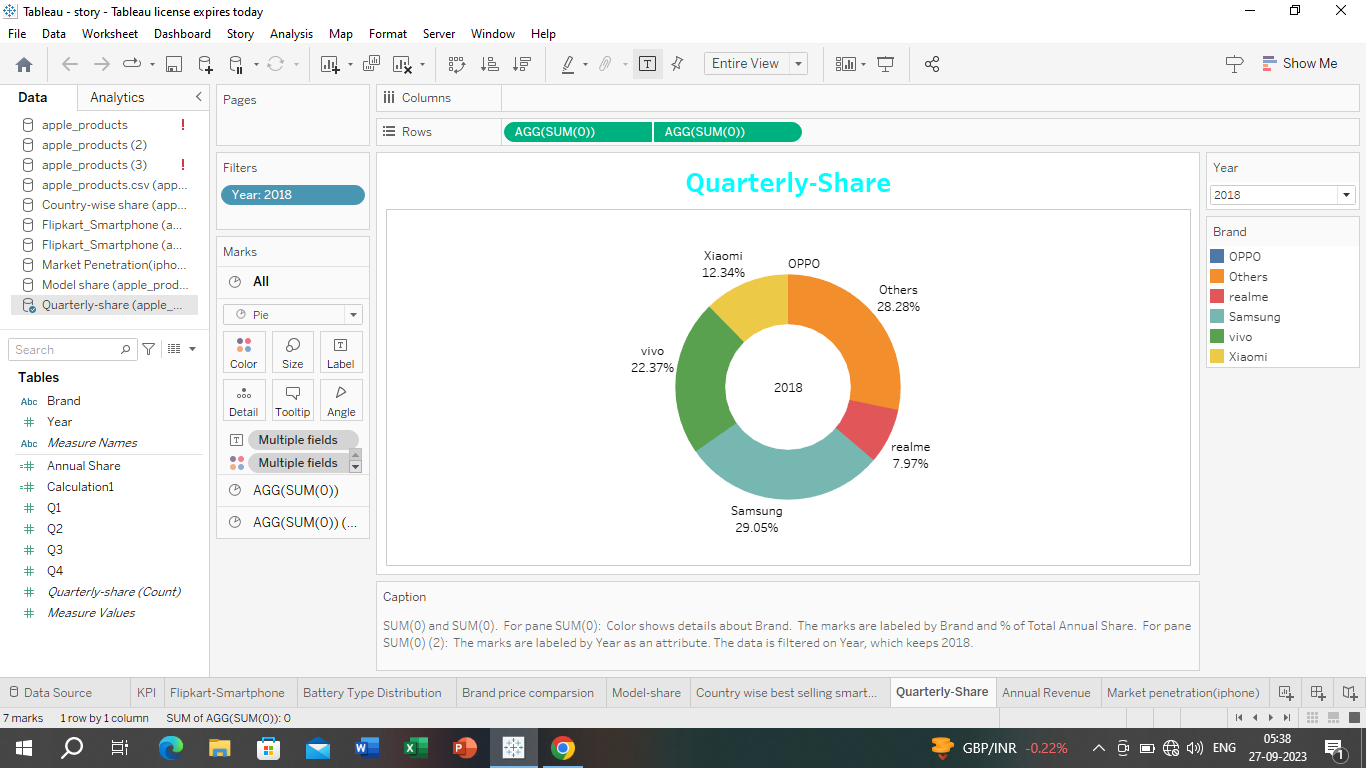 Tableau - story - Tableau license expires today
File Data Worksheet Dashboard Story Analysis Map Format Server Window Help
Entire View
Show Me
Data Analytics
apple_products
apple_products (2)
apple_products (3)
apple_products.csv (app...
Country-wise share (app...
Flipkart_Smartphone (a...
Flipkart_Smartphone (a...
Market Penetration(ipho...
Model share (apple_prod...
Quarterly-share (apple_...
Search
Tables
Abc Brand
Year
Abc Measure Names
Annual Share
Calculation1
Q1
Q2
Q3
Q4
Quarterly-share (Count)
Measure Values
Pages
Filters
Year: 2018
Marks
All
Pie
Color Size Label
Detail Tooltip Angle
Multiple fields
Multiple fields
AGG(SUM(0))
AGG(SUM(0)) (...
Columns
Rows AGG(SUM(0)) AGG(SUM(0))
Quarterly-Share
Xiaomi
12.34%
OPPO
Others
28.28%
vivo
22.37%
2018
realme
7.97%
Samsung
29.05%
Caption
SUM(0) and SUM(0). For pane SUM(0): Color shows details about Brand. The marks are labeled by Brand and % of Total Annual Share. For pane
SUM(0) (2): The marks are labeled by Year as an attribute. The data is filtered on Year, which keeps 2018.
Year
2018
Brand
OPPO
Others
realme
Samsung
vivo
Xiaomi
Data Source KPI Flipkart-Smartphone Battery Type Distribution Brand price comparsion Model-share Country wise best selling smart... Quarterly-Share Annual Revenue Market penetration(iphone)
7 marks 1 row by 1 column SUM of AGG(SUM(0)): 0
GBP/INR -0.22% ENG 05:38
27-09-2023
1